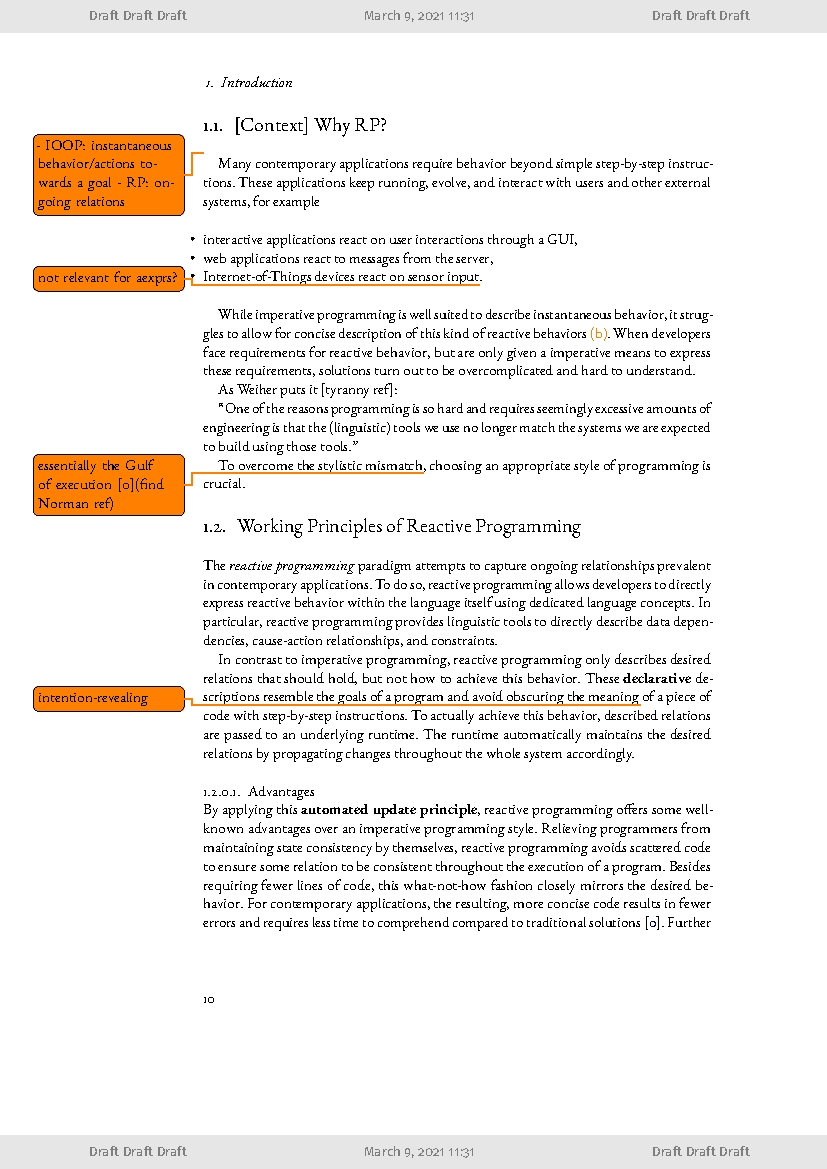 Draft Draft Draft March 9, 2021 11:31 Draft Draft Draft
1. Introduction
1.1. [Context] Why RP?
- IOOP: instantaneous
behavior/actions to-
wards a goal - RP: on-
going relations
Many contemporary applications require behavior beyond simple step-by-step instruc-
tions. These applications keep running, evolve, and interact with users and other external
systems, for example
• interactive applications react on user interactions through a GUI,
• web applications react to messages from the server,
not relevant for aexprs?
• Internet-of-Things devices react on sensor input.
While imperative programming is well suited to describe instantaneous behavior, it strug-
gles to allow for concise description of this kind of reactive behaviors (b). When developers
face requirements for reactive behavior, but are only given a imperative means to express
these requirements, solutions turn out to be overcomplicated and hard to understand.
As Weiher puts it [tyranny ref]:
“One of the reasons programming is so hard and requires seemingly excessive amounts of
engineering is that the (linguistic) tools we use no longer match the systems we are expected
to build using those tools.”
essentially the Gulf
of execution [0](find
Norman ref)
To overcome the stylistic mismatch, choosing an appropriate style of programming is
crucial.
1.2. Working Principles of Reactive Programming
The reactive programming paradigm attempts to capture ongoing relationships prevalent
in contemporary applications. To do so, reactive programming allows developers to directly
express reactive behavior within the language itself using dedicated language concepts. In
particular, reactive programming provides linguistic tools to directly describe data depen-
dencies, cause-action relationships, and constraints.
In contrast to imperative programming, reactive programming only describes desired
relations that should hold, but not how to achieve this behavior. These declarative de-
intention-revealing
scriptions resemble the goals of a program and avoid obscuring the meaning of a piece of
code with step-by-step instructions. To actually achieve this behavior, described relations
are passed to an underlying runtime. The runtime automatically maintains the desired
relations by propagating changes throughout the whole system accordingly.
1.2.0.1. Advantages
By applying this automated update principle, reactive programming offers some well-
known advantages over an imperative programming style. Relieving programmers from
maintaining state consistency by themselves, reactive programming avoids scattered code
to ensure some relation to be consistent throughout the execution of a program. Besides
requiring fewer lines of code, this what-not-how fashion closely mirrors the desired be-
havior. For contemporary applications, the resulting, more concise code results in fewer
errors and requires less time to comprehend compared to traditional solutions [0]. Further
10
Draft Draft Draft March 9, 2021 11:31 Draft Draft Draft